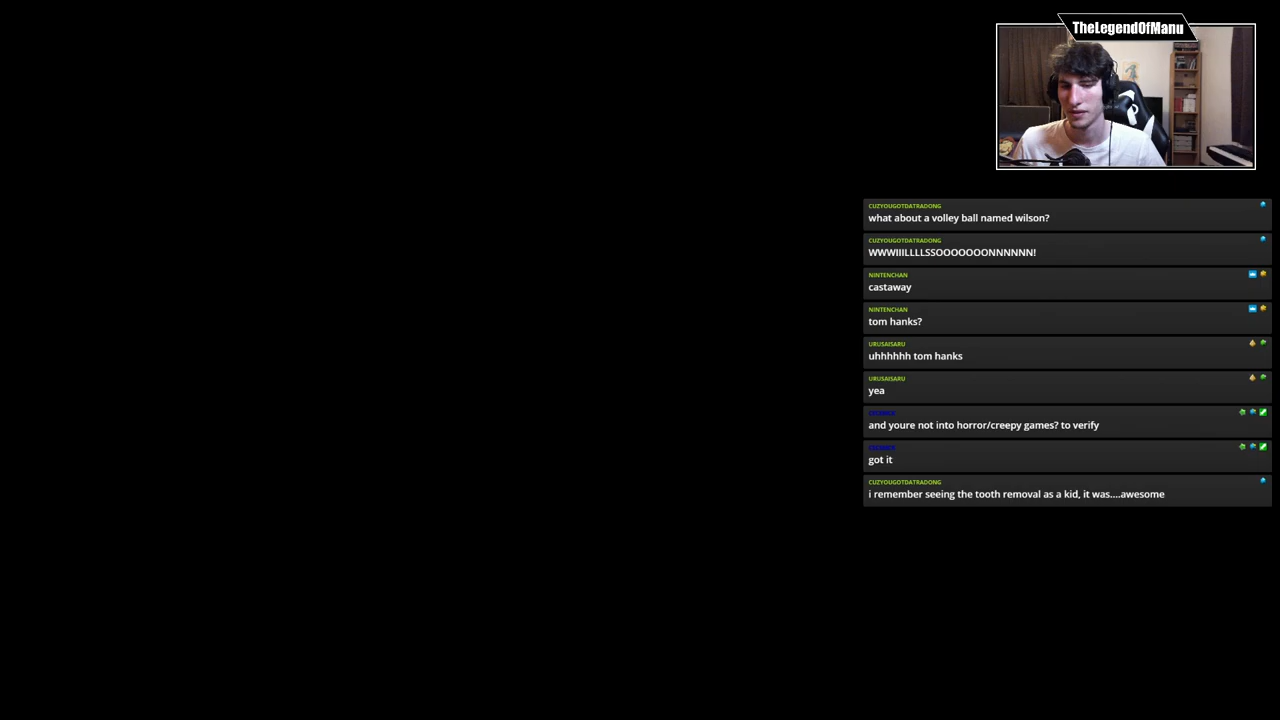 TheLegendOfManu
CUZYOUGOTDATRADONG
what about a volley ball named wilson?
CUZYOUGOTDATRADONG
WWWIIILLLLSSOOOOOOONNNNNN!
NINTENCHAN
castaway
NINTENCHAN
tom hanks?
URUSAISARU
uhhhhhh tom hanks
URUSAISARU
yea
and youre not into horror/creepy games? to verify
got it
CUZYOUGOTDATRADONG
i remember seeing the tooth removal as a kid, it was....awesome